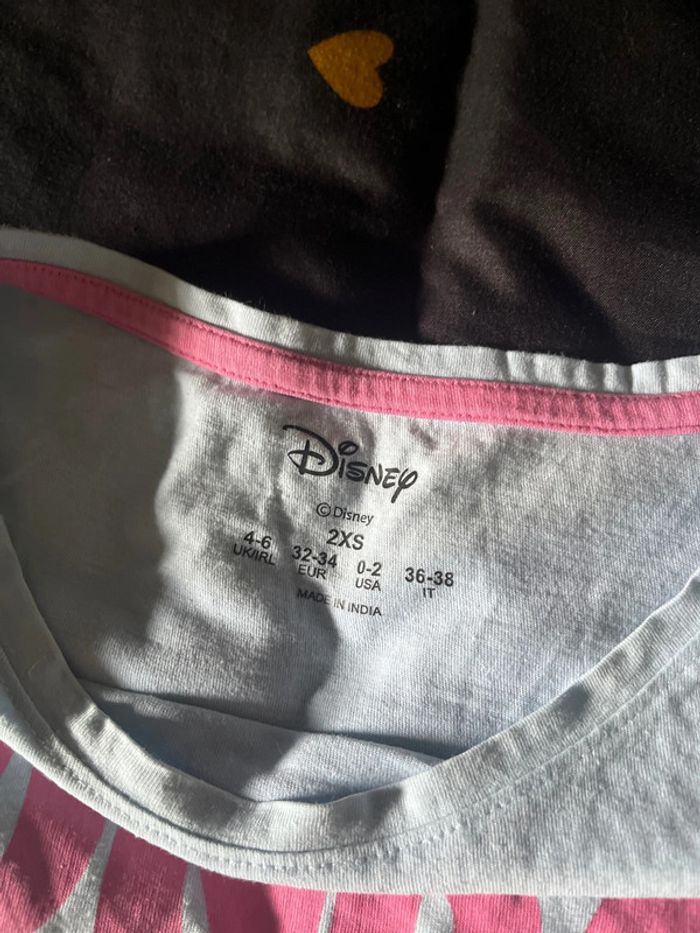 Disney
© Disney
2XS
4-6 32-34 0-2 36-38
UK/IRL EUR USA IT
MADE IN INDIA